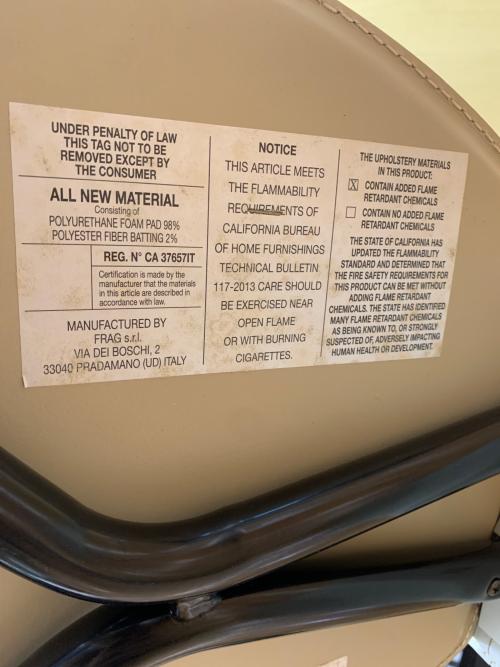 UNDER PENALTY OF LAW
THIS TAG NOT TO BE
REMOVED EXCEPT BY
THE CONSUMER
ALL NEW MATERIAL
Consisting of
POLYURETHANE FOAM PAD 98%
POLYESTER FIBER BATTING 2%
REG. N° CA 37657IT
Certification is made by the
manufacturer that the materials
in this article are described in
accordance with law.
MANUFACTURED BY
FRAG s.r.l.
VIA DEI BOSCHI, 2
33040 PRADAMANO (UD) ITALY
NOTICE
THIS ARTICLE MEETS
THE FLAMMABILITY
REQUIREMENTS OF
CALIFORNIA BUREAU
OF HOME FURNISHINGS
TECHNICAL BULLETIN
117-2013 CARE SHOULD
BE EXERCISED NEAR
OPEN FLAME
OR WITH BURNING
CIGARETTES.
THE UPHOLSTERY MATERIALS
IN THIS PRODUCT:
X CONTAIN ADDED FLAME
RETARDANT CHEMICALS
CONTAIN NO ADDED FLAME
RETARDANT CHEMICALS
THE STATE OF CALIFORNIA HAS
UPDATED THE FLAMMABILITY
STANDARD AND DETERMINED THAT
THE FIRE SAFETY REQUIREMENTS FOR
THIS PRODUCT CAN BE MET WITHOUT
ADDING FLAME RETARDANT
CHEMICALS. THE STATE HAS IDENTIFIED
MANY FLAME RETARDANT CHEMICALS
AS BEING KNOWN TO, OR STRONGLY
SUSPECTED OF, ADVERSELY IMPACTING
HUMAN HEALTH OR DEVELOPMENT.